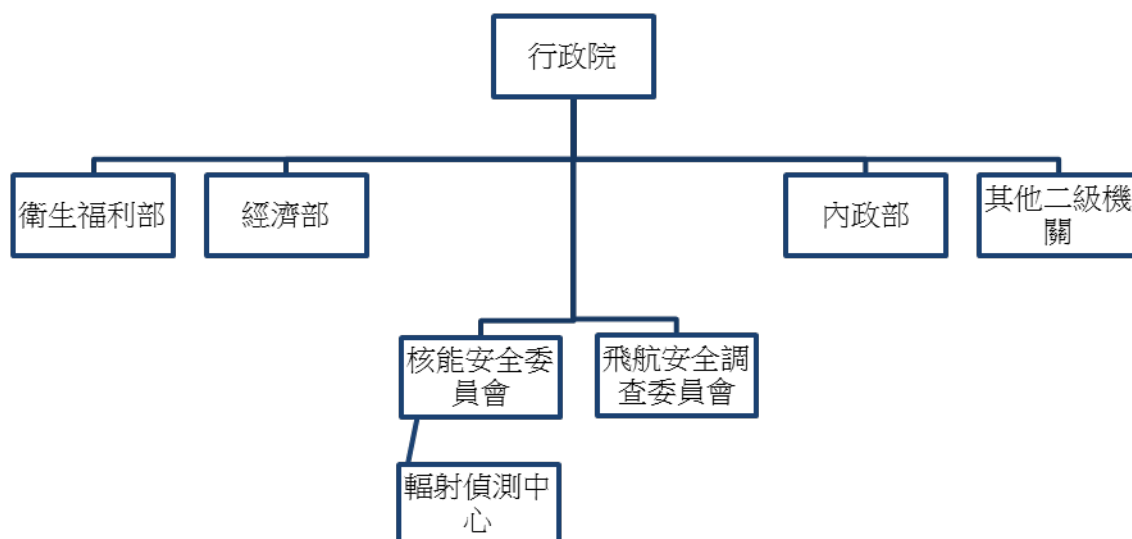 行政院
衛生福利部
經濟部
內政部
其他二級機
關
核能安全委
員會
飛航安全調
查委員會
輻射偵測中
心